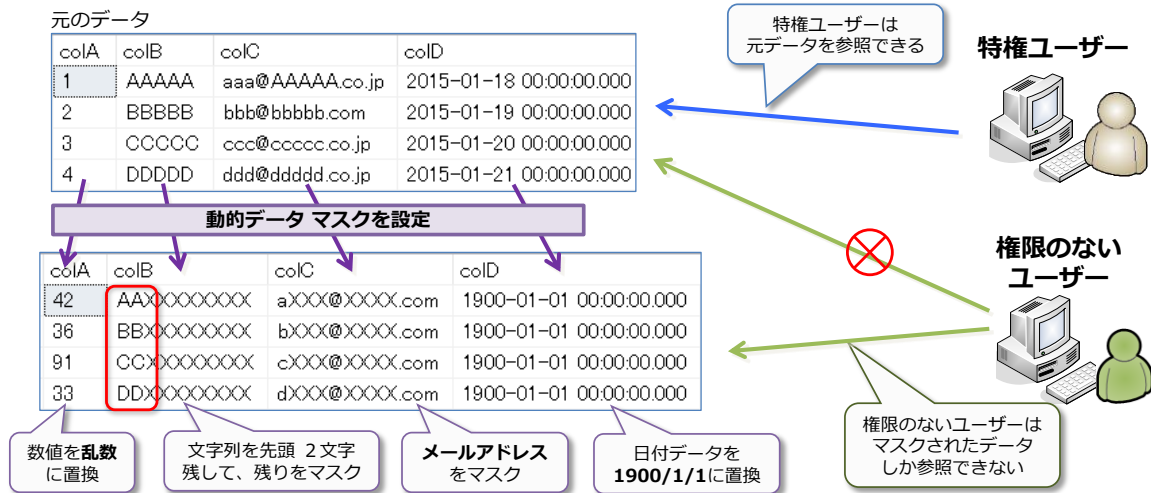 元のデータ
colA colB colC colD
1 AAAAA aaa@AAAAA.co.jp 2015-01-18 00:00:00.000
2 BBBBB bbb@bbbbb.com 2015-01-19 00:00:00.000
3 CCCCC ccc@ccccc.co.jp 2015-01-20 00:00:00.000
4 DDDDD ddd@ddddd.co.jp 2015-01-21 00:00:00.000
特権ユーザーは
元データを参照できる
特権ユーザー
動的データ マスクを設定
colA colB colC colD
42 AAXXXXXXXX aXXX@XXXX.com 1900-01-01 00:00:00.000
36 BBXXXXXXXX bXXX@XXXX.com 1900-01-01 00:00:00.000
91 CCXXXXXXXX cXXX@XXXX.com 1900-01-01 00:00:00.000
33 DDXXXXXXXX dXXX@XXXX.com 1900-01-01 00:00:00.000
権限のない
ユーザー
数値を乱数
に置換
文字列を先頭 2文字
残して、残りをマスク
メールアドレス
をマスク
日付データを
1900/1/1に置換
権限のないユーザーは
マスクされたデータ
しか参照できない